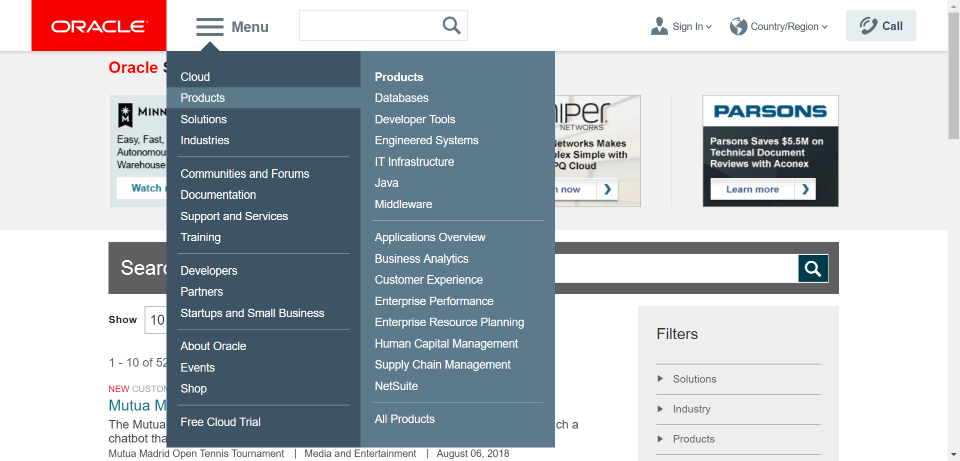 ORACLE
Menu
Sign In
Country/Region
Call
Oracle
Cloud
Products
Solutions
Industries
Communities and Forums
Documentation
Support and Services
Training
Developers
Partners
Startups and Small Business
About Oracle
Events
Shop
Free Cloud Trial
Products
Databases
Developer Tools
Engineered Systems
IT Infrastructure
Java
Middleware
Applications Overview
Business Analytics
Customer Experience
Enterprise Performance
Enterprise Resource Planning
Human Capital Management
Supply Chain Management
NetSuite
All Products
MINN
Easy, Fast,
Autonomou
Warehouse
Watch
iper
NETWORKS
Networks Makes
plex Simple with
PQ Cloud
n now
PARSONS
Parsons Saves $5.5M on
Technical Document
Reviews with Aconex
Learn more
Searc
Show 10
1 - 10 of 52
NEW CUSTOM
Mutua M
The Mutua
ch a
chatbot tha
Mutua Madrid Open Tennis Tournament | Media and Entertainment | August 06, 2018
Filters
Solutions
Industry
Products